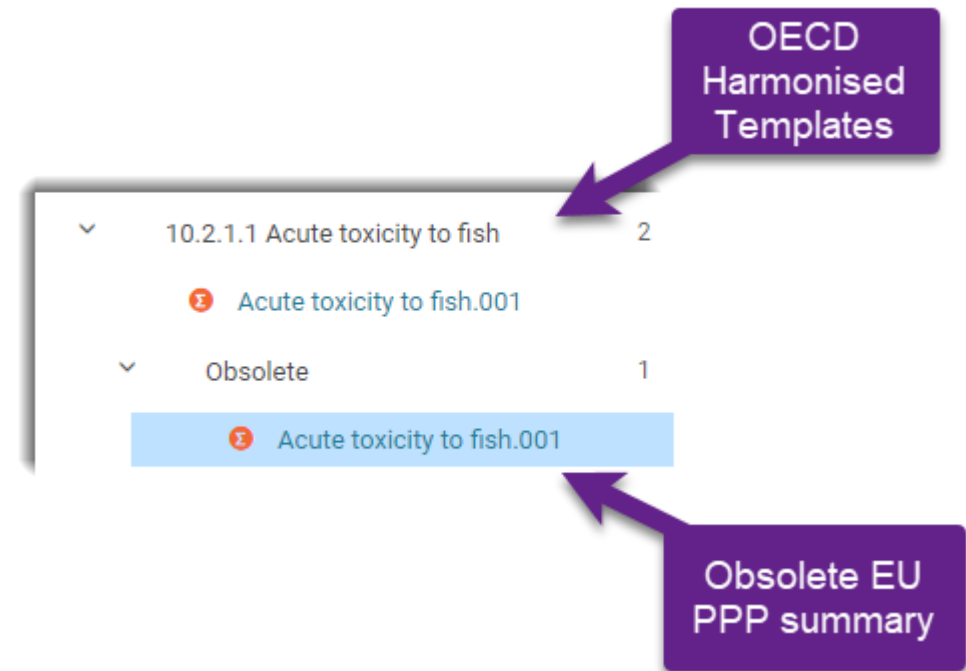 OECD
Harmonised
Templates
10.2.1.1 Acute toxicity to fish 2
Σ Acute toxicity to fish.001
Obsolete 1
Σ Acute toxicity to fish.001
Obsolete EU
PPP summary